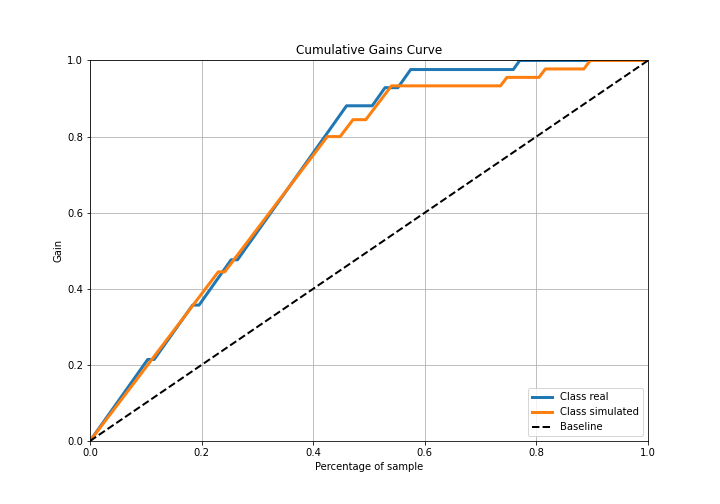 Cumulative Gains Curve
1.0
0.8
0.6
0.4
0.2
0.0
Gain
0.0 0.2 0.4 0.6 0.8 1.0
Percentage of sample
Class real
Class simulated
Baseline